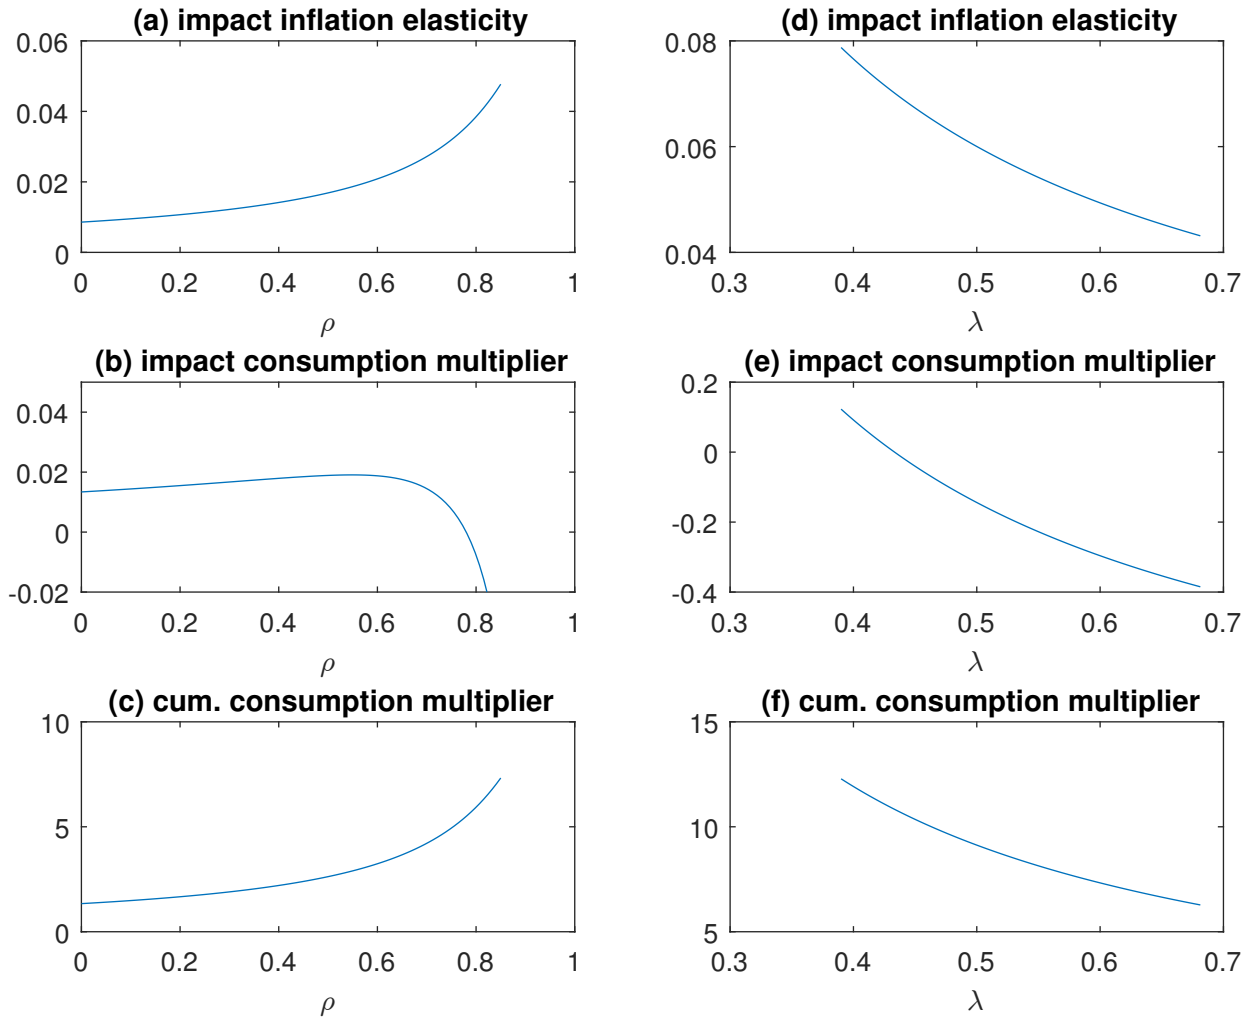 (a) impact inflation elasticity
0.06
0.04
0.02
0
0 0.2 0.4 0.6 0.8 1
ρ
(b) impact consumption multiplier
0.04
0.02
0
-0.02
0 0.2 0.4 0.6 0.8 1
ρ
(c) cum. consumption multiplier
10
5
0
0 0.2 0.4 0.6 0.8 1
ρ
(d) impact inflation elasticity
0.08
0.06
0.04
0.3 0.4 0.5 0.6 0.7
λ
(e) impact consumption multiplier
0.2
0
-0.2
-0.4
0.3 0.4 0.5 0.6 0.7
λ
(f) cum. consumption multiplier
15
10
5
0.3 0.4 0.5 0.6 0.7
λ